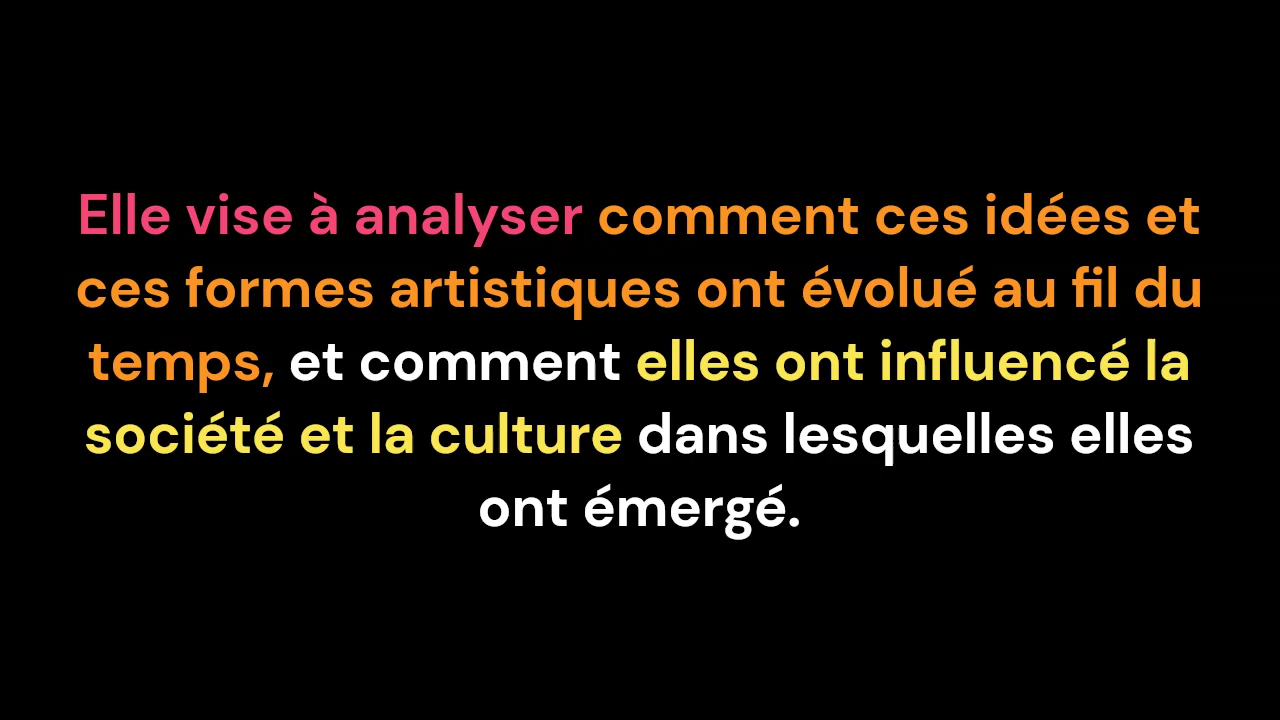 Elle vise à analyser comment ces idées et
ces formes artistiques ont évolué au fil du
temps, et comment elles ont influencé la
société et la culture dans lesquelles elles
ont émergé.